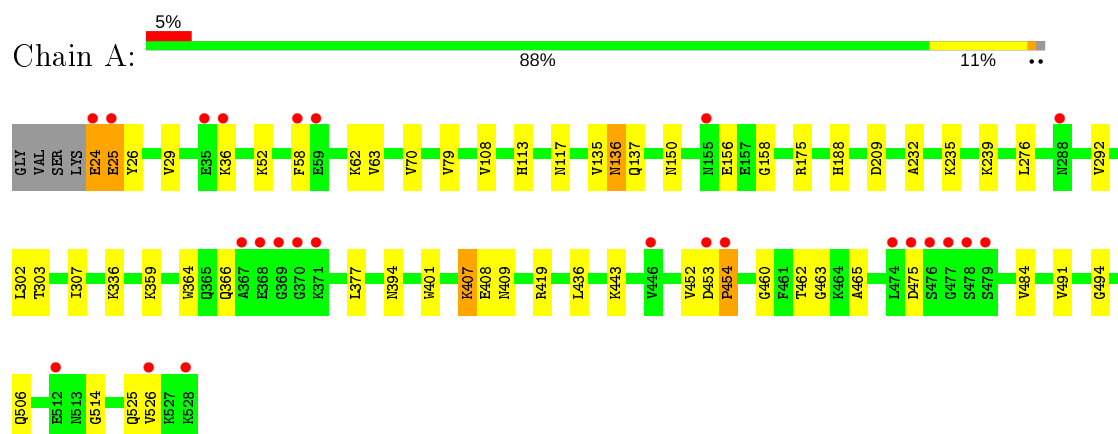 5%
Chain A:
88% 11% ••
GLY VAL SER LYS E24 E25 Y26 V29 E35 K36 K52 F58 E59 K62 V63 V70 V79 V108 H113 N117 V135 N136 Q137 N150 N155 E156 E157 G158 R175 H188 D209 A232 K235 K239 L276 N288 V292
L302 T303 I307 K336 K359 W364 Q365 Q366 A367 E368 G369 G370 K371 L377 N394 W401 K407 E408 N409 R419 L436 K443 V446 V452 D453 P454 G460 F461 T462 G463 K464 A465 L474 D475 S476 G477 S478 S479 V484 V491 G494
Q506 E512 N513 G514 Q525 V526 K527 K528